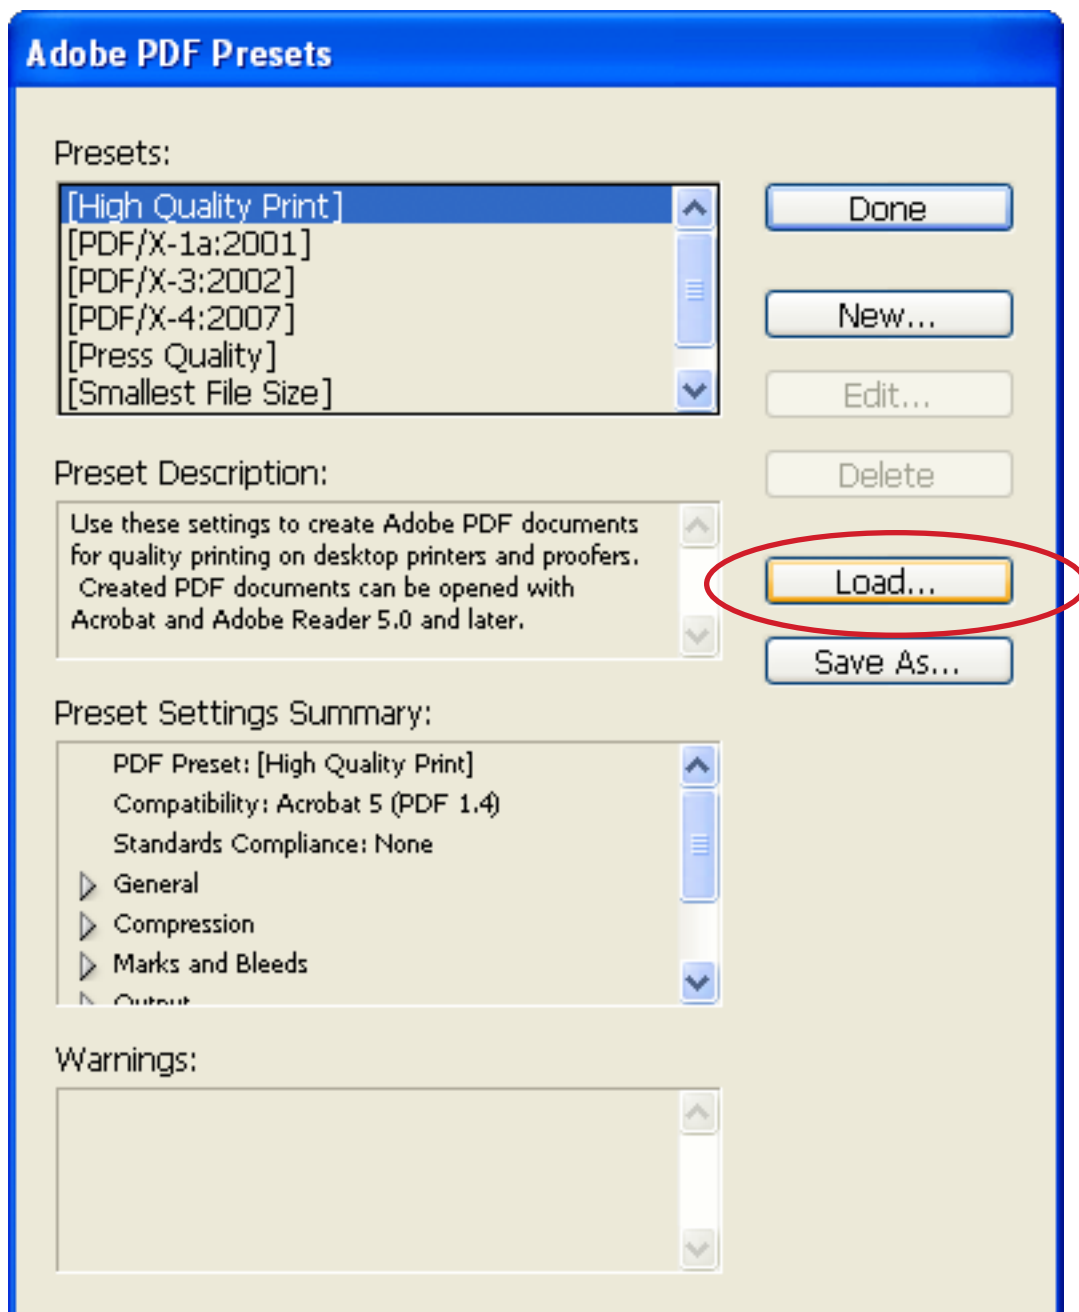 Adobe PDF Presets
Presets:
[High Quality Print]
[PDF/X-1a:2001]
[PDF/X-3:2002]
[PDF/X-4:2007]
[Press Quality]
[Smallest File Size]
Done
New...
Edit...
Delete
Load...
Save As...
Preset Description:
Use these settings to create Adobe PDF documents
for quality printing on desktop printers and proofers.
Created PDF documents can be opened with
Acrobat and Adobe Reader 5.0 and later.
Preset Settings Summary:
PDF Preset: [High Quality Print]
Compatibility: Acrobat 5 (PDF 1.4)
Standards Compliance: None
General
Compression
Marks and Bleeds
Output
Warnings: